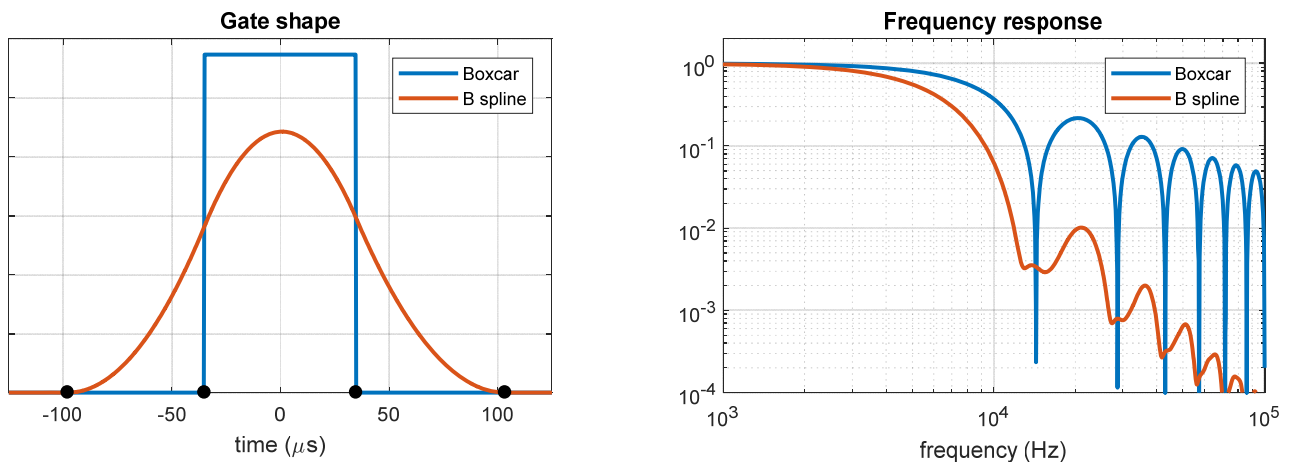 Gate shape
Boxcar
B spline
-100
-50
0
50
100
time (μs)
Frequency response
Boxcar
B spline
10^0
10^-1
10^-2
10^-3
10^-4
10^3
10^4
10^5
frequency (Hz)